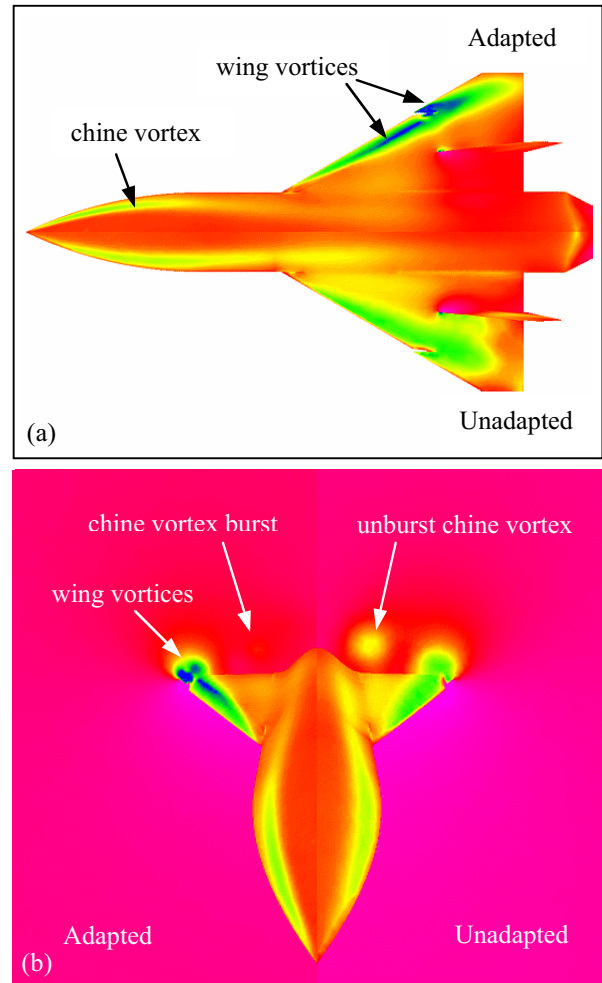 Adapted
wing vortices
chine vortex
Unadapted
(a)
chine vortex burst
unburst chine vortex
wing vortices
Adapted
Unadapted
(b)